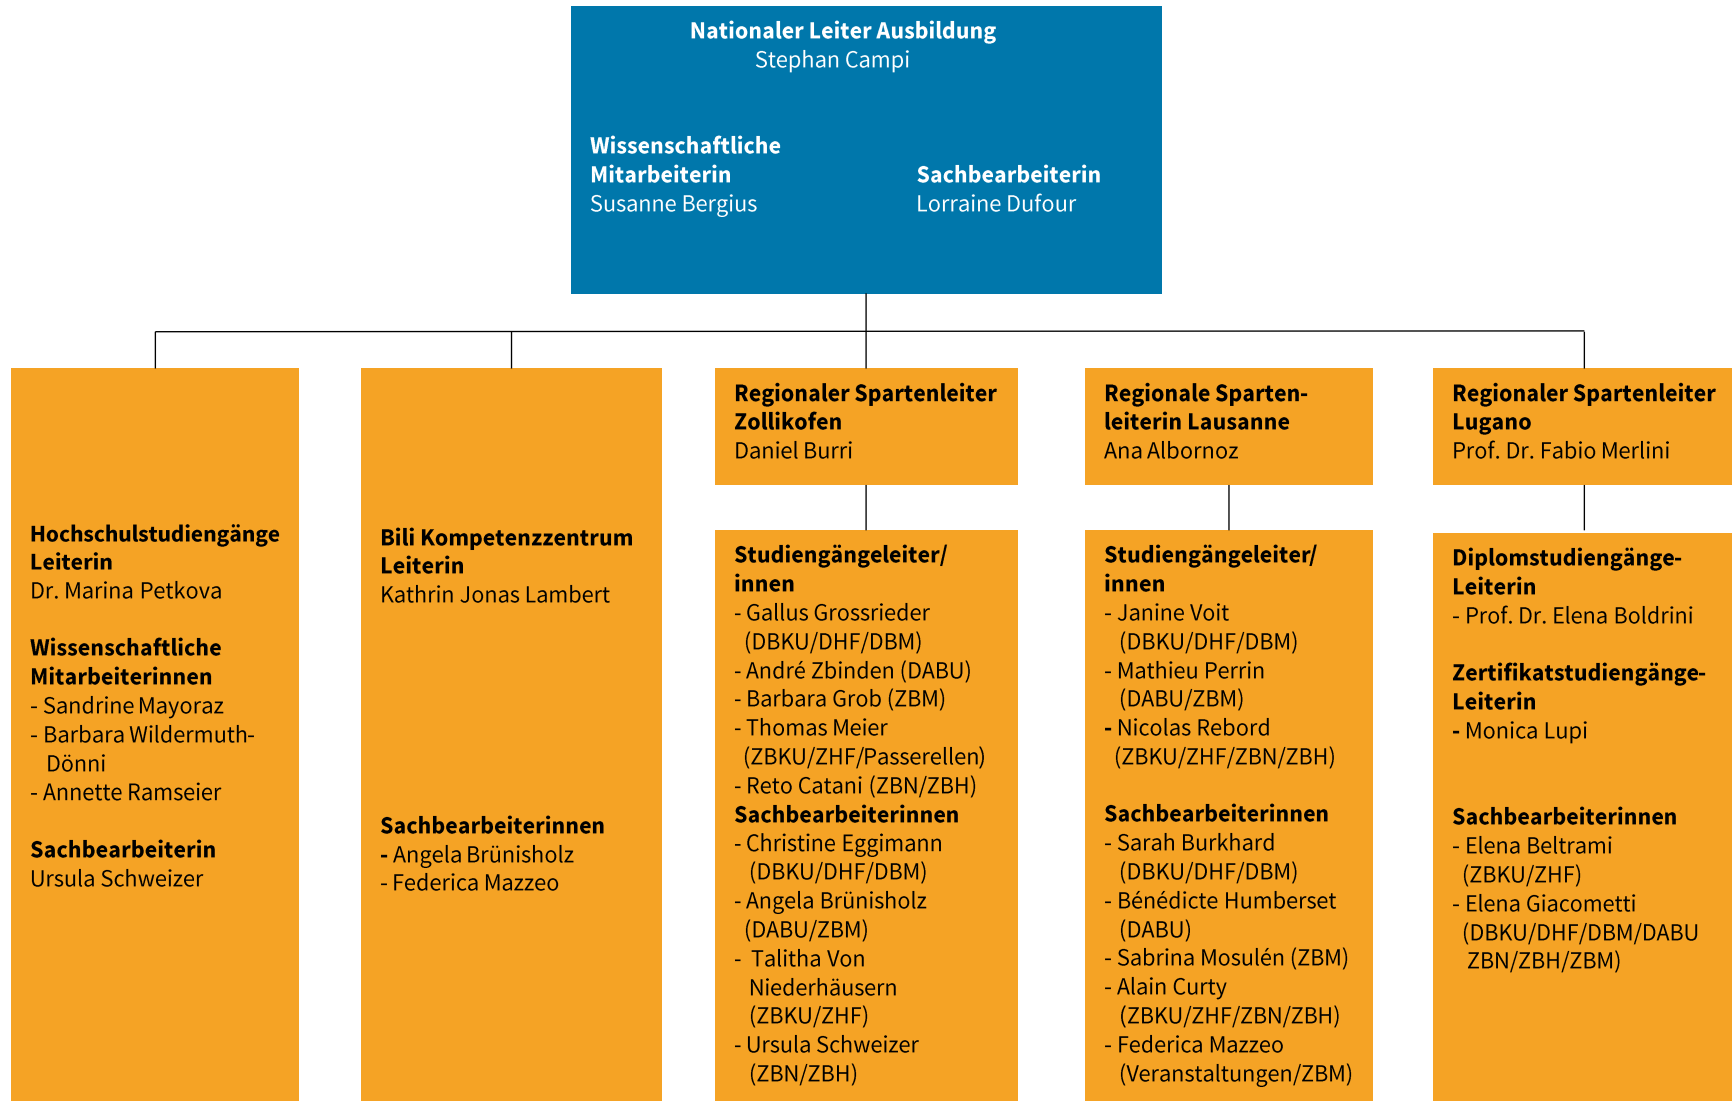 Nationaler Leiter Ausbildung
Stephan Campi
Wissenschaftliche
Mitarbeiterin
Susanne Bergius
Sachbearbeiterin
Lorraine Dufour
Hochschulstudiengänge
Leiterin
Dr. Marina Petkova
Wissenschaftliche
Mitarbeiterinnen
- Sandrine Mayoraz
- Barbara Wildermuth-
Dönni
- Annette Ramseier
Sachbearbeiterin
Ursula Schweizer
Bili Kompetenzzentrum
Leiterin
Kathrin Jonas Lambert
Sachbearbeiterinnen
- Angela Brünisholz
- Federica Mazzeo
Regionaler Spartenleiter
Zollikofen
Daniel Burri
Studiengängeleiter/
innen
- Gallus Grossrieder
(DBKU/DHF/DBM)
- André Zbinden (DABU)
- Barbara Grob (ZBM)
- Thomas Meier
(ZBKU/ZHF/Passerellen)
- Reto Catani (ZBN/ZBH)
Sachbearbeiterinnen
- Christine Eggimann
(DBKU/DHF/DBM)
- Angela Brünisholz
(DABU/ZBM)
- Talitha Von
Niederhäusern
(ZBKU/ZHF)
- Ursula Schweizer
(ZBN/ZBH)
Regionale Sparten-
leiterin Lausanne
Ana Albornoz
Studiengängeleiter/
innen
- Janine Voit
(DBKU/DHF/DBM)
- Mathieu Perrin
(DABU/ZBM)
- Nicolas Rebord
(ZBKU/ZHF/ZBN/ZBH)
Sachbearbeiterinnen
- Sarah Burkhard
(DBKU/DHF/DBM)
- Bénédicte Humberset
(DABU)
- Sabrina Mosulén (ZBM)
- Alain Curty
(ZBKU/ZHF/ZBN/ZBH)
- Federica Mazzeo
(Veranstaltungen/ZBM)
Regionaler Spartenleiter
Lugano
Prof. Dr. Fabio Merlini
Diplomstudiengänge-
Leiterin
- Prof. Dr. Elena Boldrini
Zertifikatstudiengänge-
Leiterin
- Monica Lupi
Sachbearbeiterinnen
- Elena Beltrami
(ZBKU/ZHF)
- Elena Giacometti
(DBKU/DHF/DBM/DABU
ZBN/ZBH/ZBM)